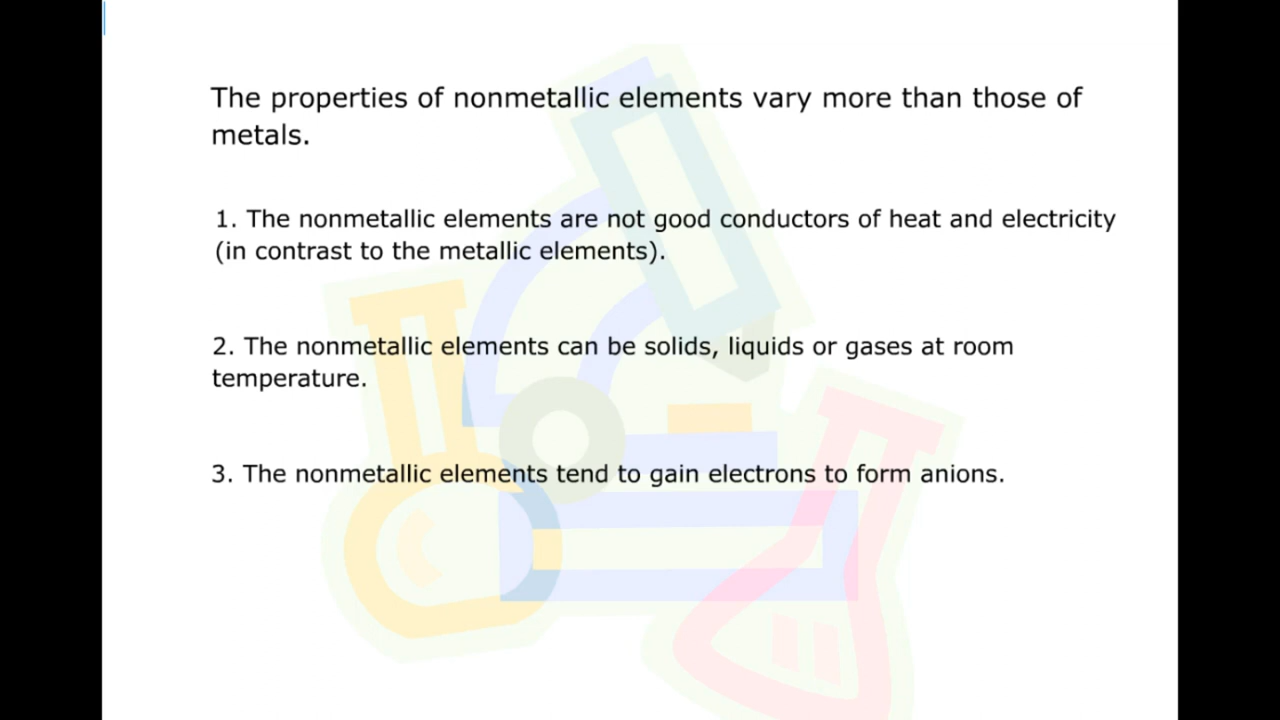 The properties of nonmetallic elements vary more than those of
metals.
1. The nonmetallic elements are not good conductors of heat and electricity
(in contrast to the metallic elements).
2. The nonmetallic elements can be solids, liquids or gases at room
temperature.
3. The nonmetallic elements tend to gain electrons to form anions.